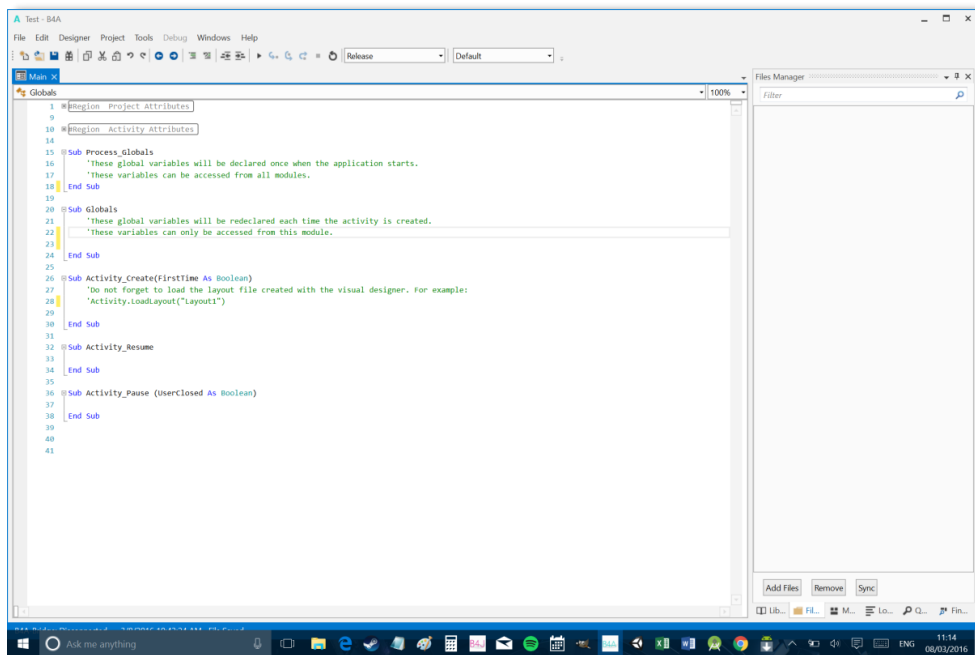 Test - B4A
File Edit Designer Project Tools Debug Windows Help
Release Default
Main
Globals 100%
1 #Region Project Attributes
9
10 #Region Activity Attributes
14
15 Sub Process_Globals
16 'These global variables will be declared once when the application starts.
17 'These variables can be accessed from all modules.
18 End Sub
19
20 Sub Globals
21 'These global variables will be redeclared each time the activity is created.
22 'These variables can only be accessed from this module.
23
24 End Sub
25
26 Sub Activity_Create(FirstTime As Boolean)
27 'Do not forget to load the layout file created with the visual designer. For example:
28 'Activity.LoadLayout("Layout1")
29
30 End Sub
31
32 Sub Activity_Resume
33
34 End Sub
35
36 Sub Activity_Pause (UserClosed As Boolean)
37
38 End Sub
39
40
41
Files Manager
Filter
Add Files Remove Sync
Lib... Fil... M... Lo... Q... Fin...
Ask me anything
B4J B4A
ENG 11:14
08/03/2016